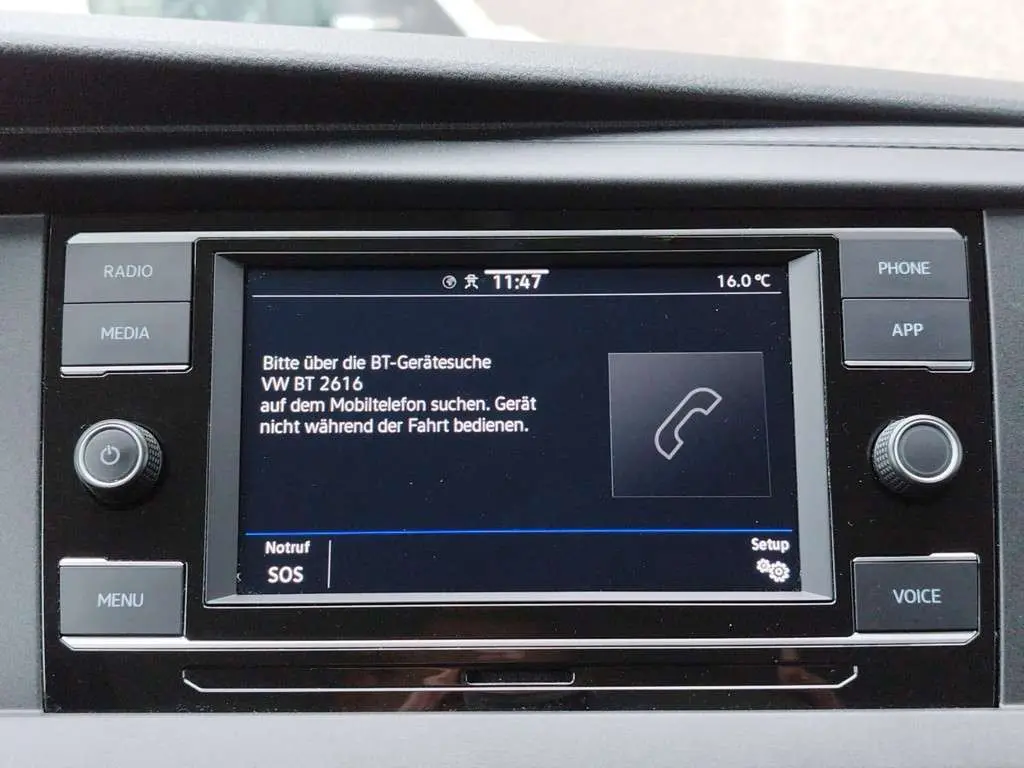 RADIO
MEDIA
11:47
16.0°C
PHONE
APP
Bitte über die BT-Gerätesuche
VW BT 2616
auf dem Mobiltelefon suchen. Gerät
nicht während der Fahrt bedienen.
Notruf
SOS
Setup
MENU
VOICE